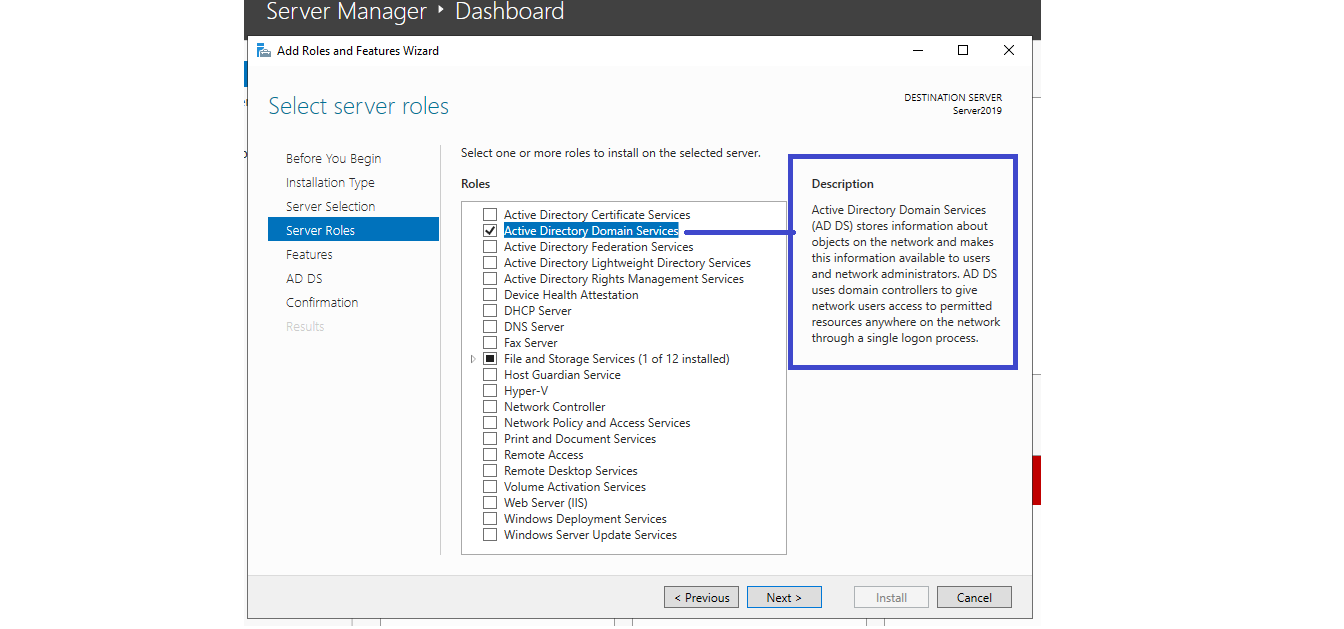 Server Manager ‣ Dashboard
Add Roles and Features Wizard
Select server roles
DESTINATION SERVER
Server2019
Before You Begin
Installation Type
Server Selection
Server Roles
Features
AD DS
Confirmation
Results
Select one or more roles to install on the selected server.
Roles
Active Directory Certificate Services
Active Directory Domain Services
Active Directory Federation Services
Active Directory Lightweight Directory Services
Active Directory Rights Management Services
Device Health Attestation
DHCP Server
DNS Server
Fax Server
File and Storage Services (1 of 12 installed)
Host Guardian Service
Hyper-V
Network Controller
Network Policy and Access Services
Print and Document Services
Remote Access
Remote Desktop Services
Volume Activation Services
Web Server (IIS)
Windows Deployment Services
Windows Server Update Services
Description
Active Directory Domain Services
(AD DS) stores information about
objects on the network and makes
this information available to users
and network administrators. AD DS
uses domain controllers to give
network users access to permitted
resources anywhere on the network
through a single logon process.
< Previous
Next >
Install
Cancel